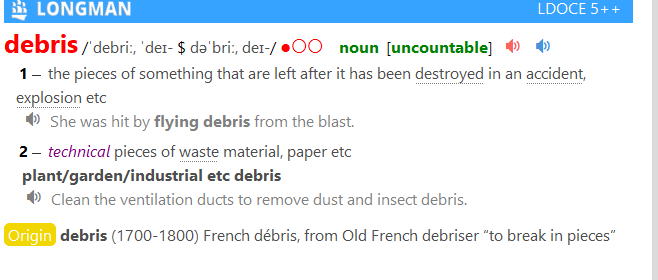 LONGMAN LDOCE 5++
debris /ˈdebriː, ˈdeɪ- $ dəˈbriː, deɪ-/ ●○○ noun [uncountable]
1 – the pieces of something that are left after it has been destroyed in an accident,
explosion etc
She was hit by flying debris from the blast.
2 – technical pieces of waste material, paper etc
plant/garden/industrial etc debris
Clean the ventilation ducts to remove dust and insect debris.
Origin debris (1700-1800) French débris, from Old French debriser “to break in pieces”